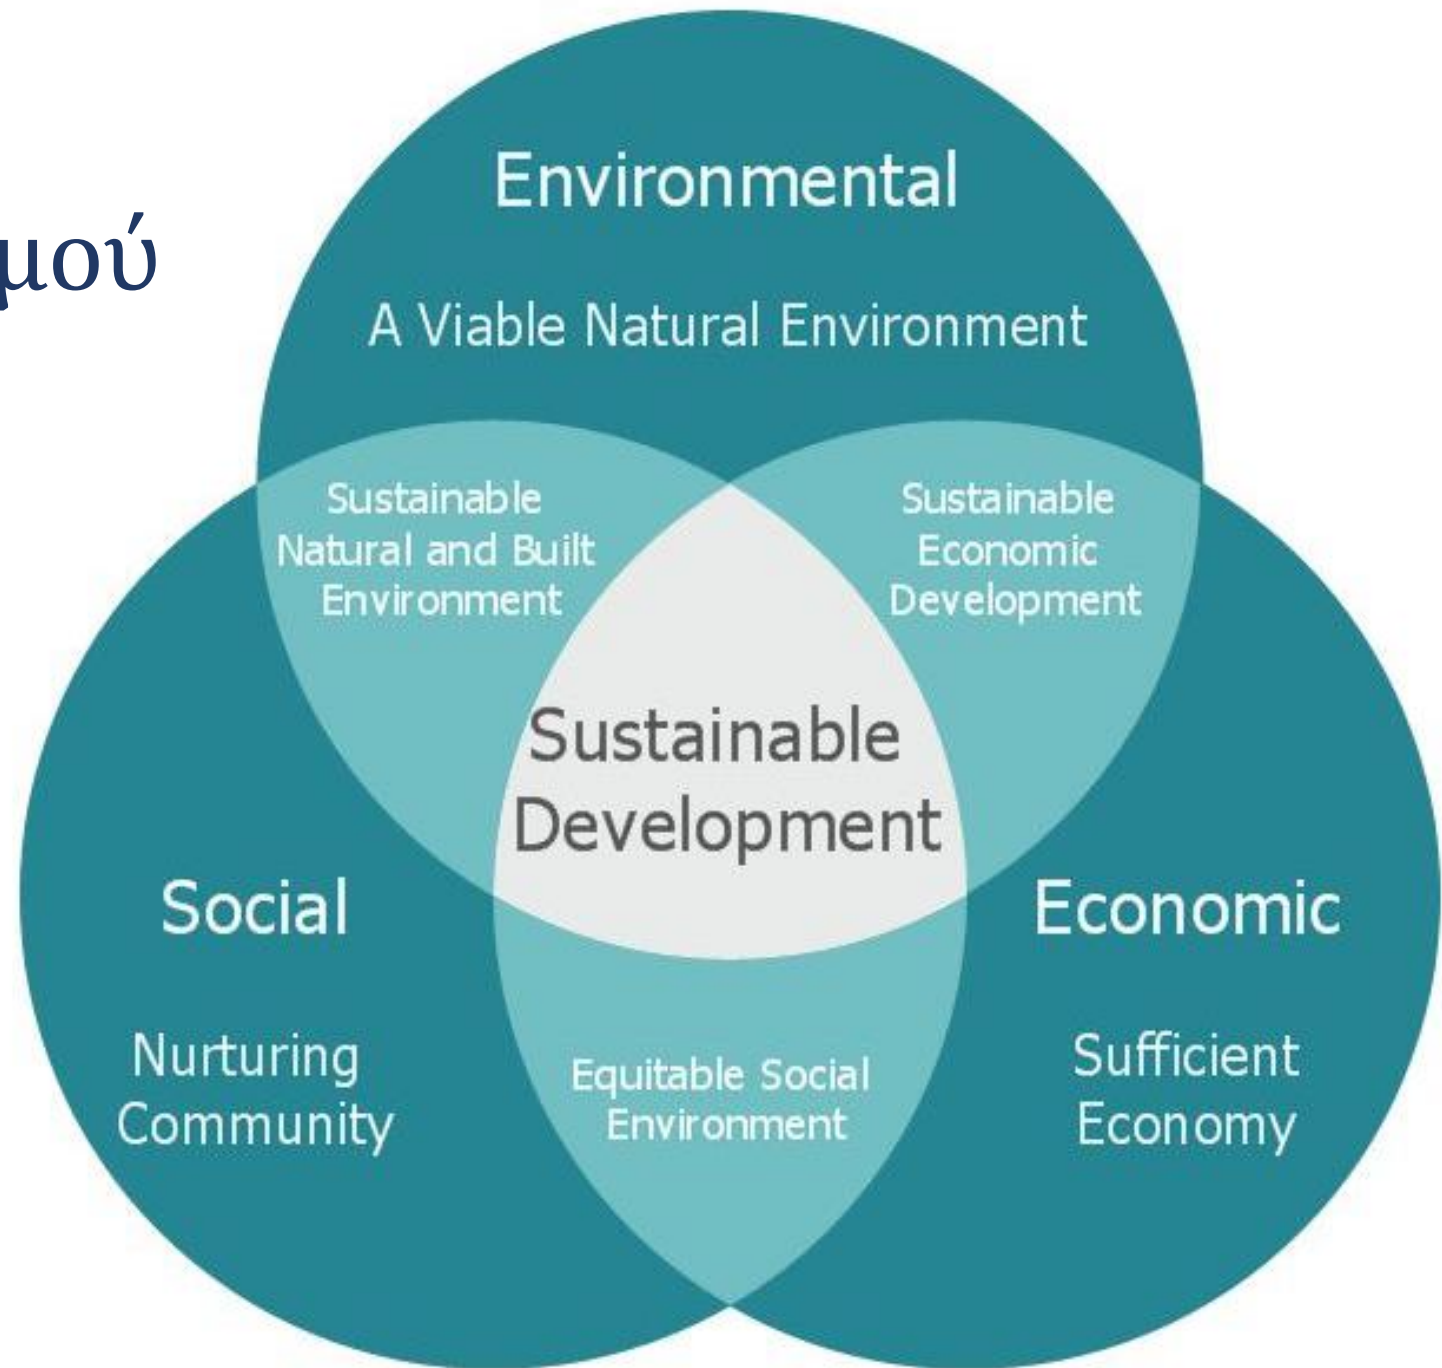 Environmental
μού
A Viable Natural Environment
Sustainable
Natural and Built
Environment
Sustainable
Economic
Development
Sustainable
Development
Social
Nurturing
Community
Economic
Sufficient
Economy
Equitable Social
Environment